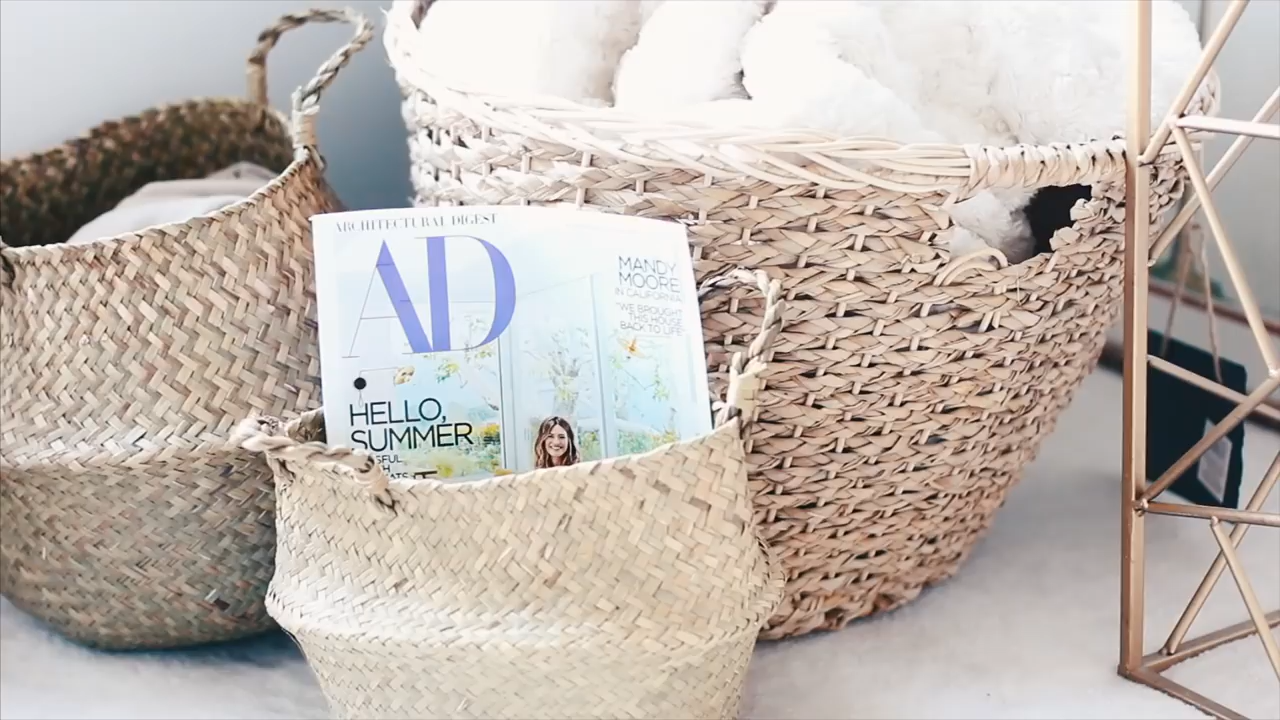 ARCHITECTURAL DIGEST
AD
MANDY
MOORE
IN CALIFORNIA
"WE BROUGHT
THIS HOUSE
BACK TO LIFE"
HELLO,
SUMMER